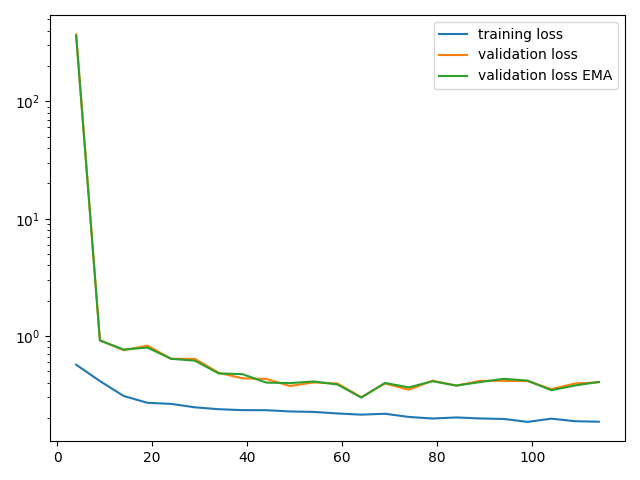 training loss
validation loss
validation loss EMA
10²
10¹
10⁰
0 20 40 60 80 100